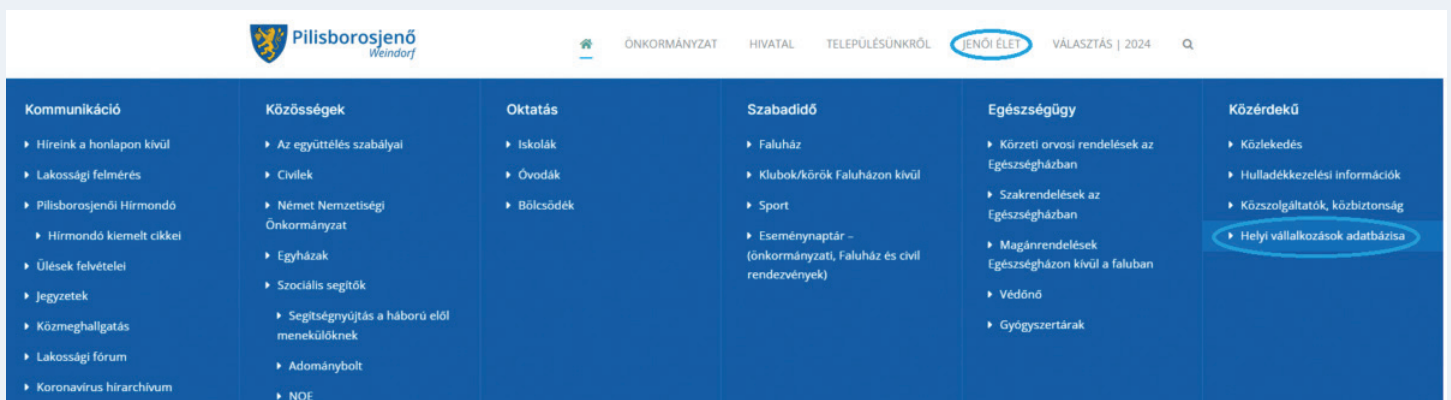 Pilisborosjenő
Weindorf
ÖNKORMÁNYZAT
HIVATAL
TELEPÜLÉSÜNKRŐL
JENŐI ÉLET
VÁLASZTÁS | 2024
Kommunikáció
Híreink a honlapon kívül
Lakossági felmérés
Pilisborosjenői Hírmondó
Hírmondó kiemelt cikkei
Ülések felvételei
Jegyzetek
Közmeghallgatás
Lakossági fórum
Koronavírus hírarchívum
Közösségek
Az együttélés szabályai
Civilek
Német Nemzetiségi
Önkormányzat
Egyházak
Szociális segítők
Segítségnyújtás a háború elől
menekülőknek
Adománybolt
NOE
Oktatás
Iskolák
Óvodák
Bölcsödék
Szabadidő
Faluház
Klubok/körök Faluházon kívül
Sport
Eseménynaptár –
(önkormányzati, Faluház és civil
rendezvények)
Egészségügy
Körzeti orvosi rendelések az
Egészségházban
Szakrendelések az
Egészségházban
Magánrendelések
Egészségházon kívül a faluban
Védőnő
Gyógyszertárak
Közérdekű
Közlekedés
Hulladékkezelési információk
Közszolgáltatók, közbiztonság
Helyi vállalkozások adatbázisa